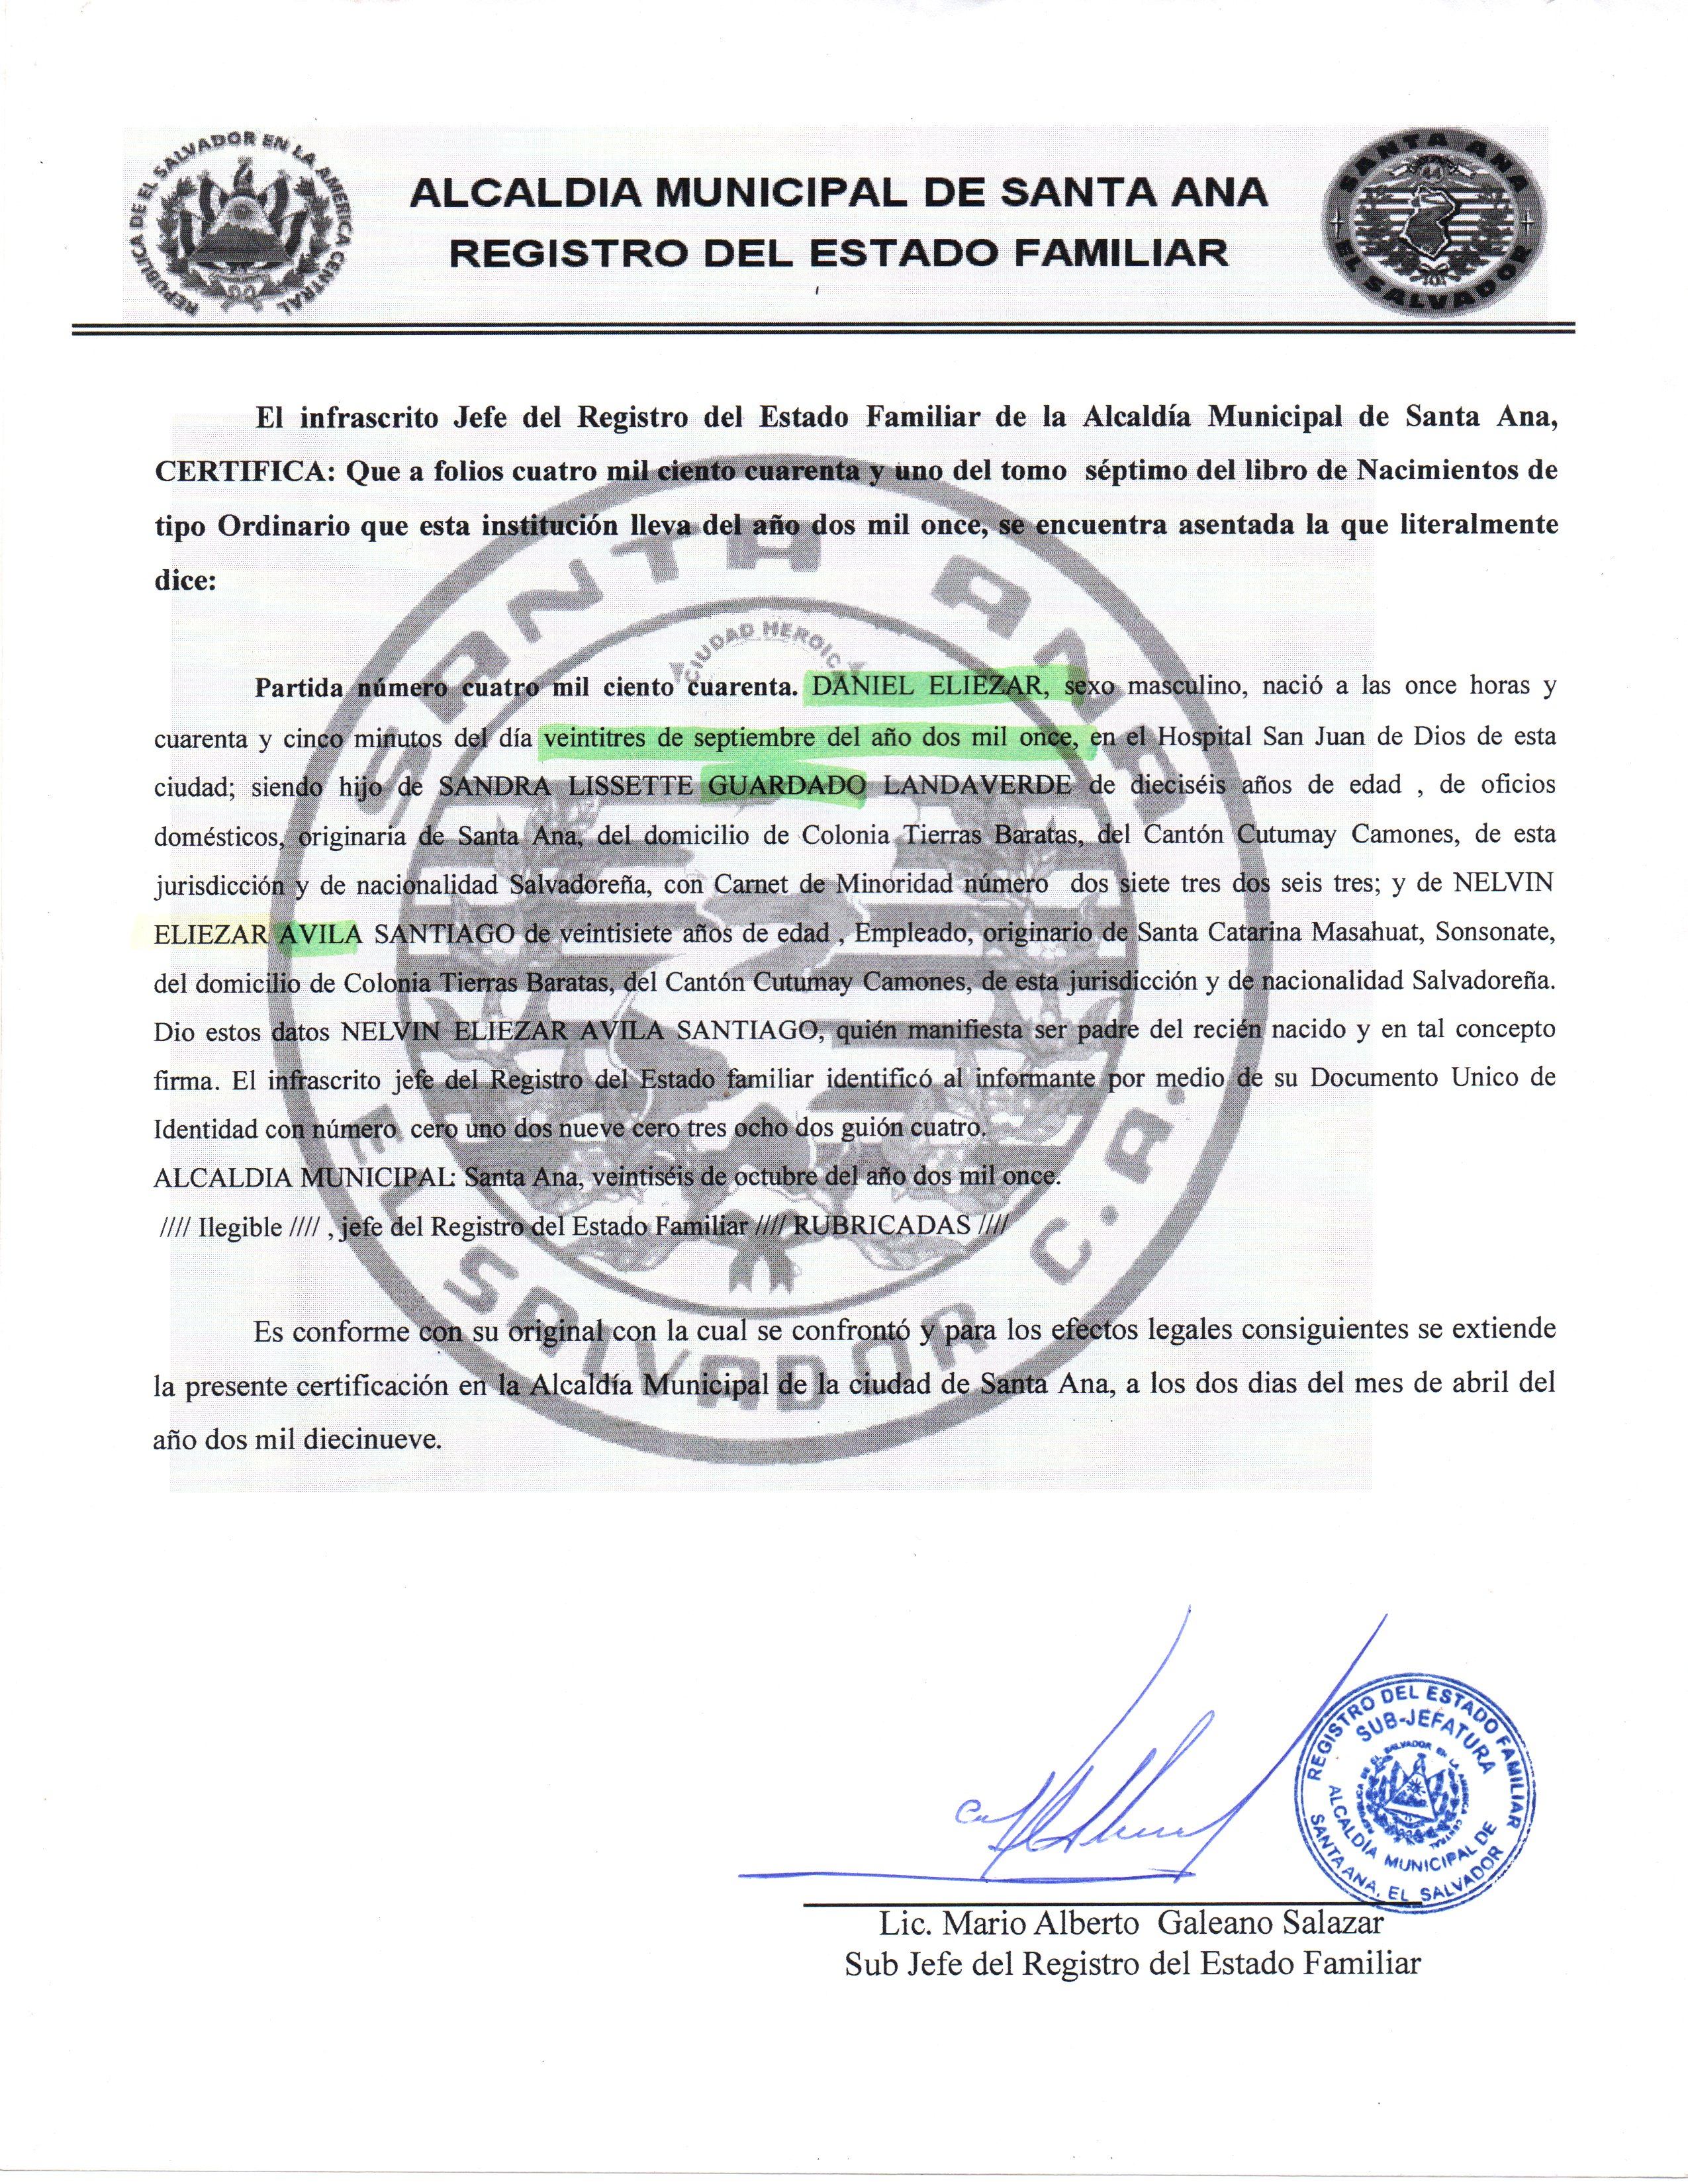 REPUBLICA DE EL SALVADOR EN LA AMERICA CENTRAL
ALCALDIA MUNICIPAL DE SANTA ANA
REGISTRO DEL ESTADO FAMILIAR
SANTA ANA
44
EL SALVADOR
El infrascrito Jefe del Registro del Estado Familiar de la Alcaldía Municipal de Santa Ana,
CERTIFICA: Que a folios cuatro mil ciento cuarenta y uno del tomo séptimo del libro de Nacimientos de
tipo Ordinario que esta institución lleva del año dos mil once, se encuentra asentada la que literalmente
dice:
SANTA ANA
CIUDAD HEROIC
EL SALVADOR C.A.
Partida número cuatro mil ciento cuarenta. DANIEL ELIEZAR, sexo masculino, nació a las once horas y
cuarenta y cinco minutos del día veintitres de septiembre del año dos mil once, en el Hospital San Juan de Dios de esta
ciudad; siendo hijo de SANDRA LISSETTE GUARDADO LANDAVERDE de dieciséis años de edad , de oficios
domésticos, originaria de Santa Ana, del domicilio de Colonia Tierras Baratas, del Cantón Cutumay Camones, de esta
jurisdicción y de nacionalidad Salvadoreña, con Carnet de Minoridad número dos siete tres dos seis tres; y de NELVIN
ELIEZAR AVILA SANTIAGO de veintisiete años de edad , Empleado, originario de Santa Catarina Masahuat, Sonsonate,
del domicilio de Colonia Tierras Baratas, del Cantón Cutumay Camones, de esta jurisdicción y de nacionalidad Salvadoreña.
Dio estos datos NELVIN ELIEZAR AVILA SANTIAGO, quién manifiesta ser padre del recién nacido y en tal concepto
firma. El infrascrito jefe del Registro del Estado familiar identificó al informante por medio de su Documento Unico de
Identidad con número cero uno dos nueve cero tres ocho dos guión cuatro.
ALCALDIA MUNICIPAL: Santa Ana, veintiséis de octubre del año dos mil once.
//// Ilegible //// , jefe del Registro del Estado Familiar //// RUBRICADAS ////
Es conforme con su original con la cual se confrontó y para los efectos legales consiguientes se extiende
la presente certificación en la Alcaldía Municipal de la ciudad de Santa Ana, a los dos dias del mes de abril del
año dos mil diecinueve.
REGISTRO DEL ESTADO FAMILIAR
SUB-JEFATURA
ALCALDÍA MUNICIPAL DE
SANTA ANA, EL SALVADOR
Lic. Mario Alberto Galeano Salazar
Sub Jefe del Registro del Estado Familiar